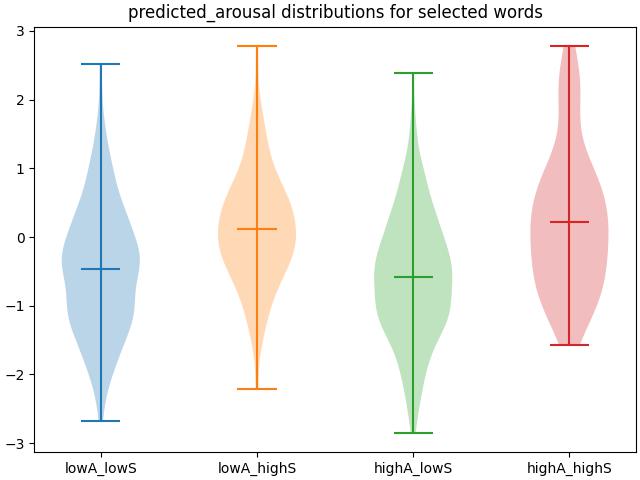 predicted_arousal distributions for selected words
3
2
1
0
−1
−2
−3
lowA_lowS
lowA_highS
highA_lowS
highA_highS